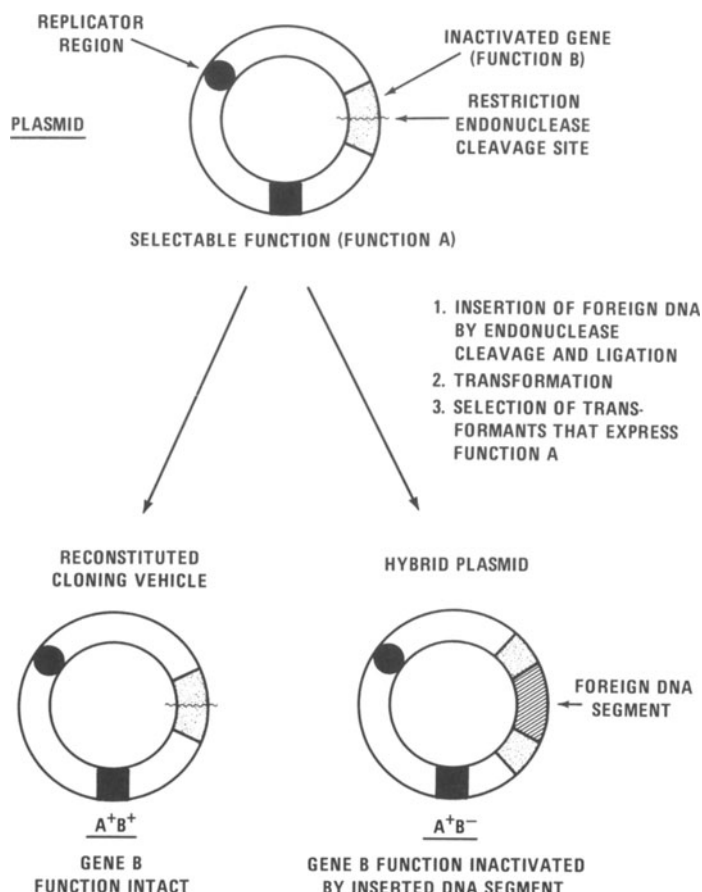 REPLICATOR
REGION
INACTIVATED GENE
(FUNCTION B)
RESTRICTION
ENDONUCLEASE
CLEAVAGE SITE
PLASMID
SELECTABLE FUNCTION (FUNCTION A)
1. INSERTION OF FOREIGN DNA
BY ENDONUCLEASE
CLEAVAGE AND LIGATION
2. TRANSFORMATION
3. SELECTION OF TRANS-
FORMANTS THAT EXPRESS
FUNCTION A
RECONSTITUTED
CLONING VEHICLE
HYBRID PLASMID
FOREIGN DNA
SEGMENT
A⁺B⁺
GENE B
FUNCTION INTACT
A⁺B⁻
GENE B FUNCTION INACTIVATED
BY INSERTED DNA SEGMENT